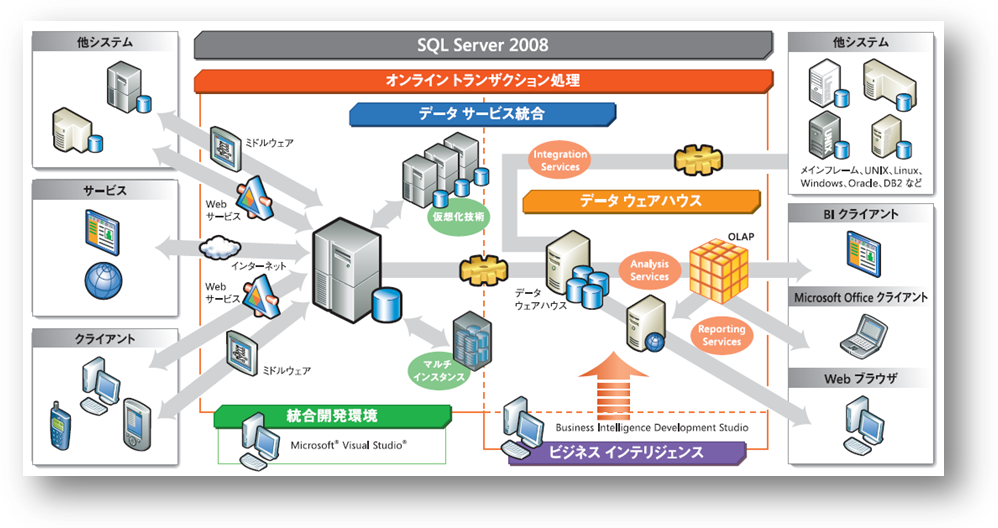 SQL Server 2008
オンライン トランザクション処理
データ サービス統合
他システム
サービス
クライアント
ミドルウェア
Web
サービス
インターネット
Web
サービス
ミドルウェア
仮想化技術
マルチ
インスタンス
統合開発環境
Microsoft® Visual Studio®
Integration
Services
データ ウェアハウス
データ
ウェアハウス
Analysis
Services
OLAP
Reporting
Services
Business Intelligence Development Studio
ビジネス インテリジェンス
他システム
メインフレーム、UNIX、Linux、
Windows、Oracle、DB2 など
BI クライアント
Microsoft Office クライアント
Web ブラウザ